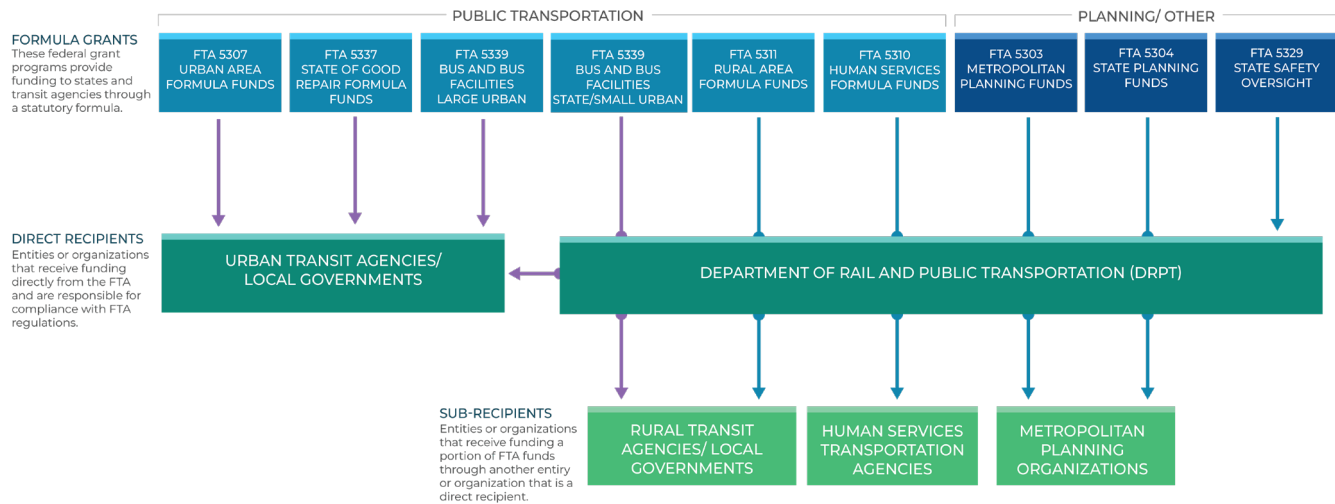 PUBLIC TRANSPORTATION
PLANNING/ OTHER
FORMULA GRANTS
These federal grant
programs provide
funding to states and
transit agencies through
a statutory formula.
FTA 5307
URBAN AREA
FORMULA FUNDS
FTA 5337
STATE OF GOOD
REPAIR FORMULA
FUNDS
FTA 5339
BUS AND BUS
FACILITIES
LARGE URBAN
FTA 5339
BUS AND BUS
FACILITIES
STATE/SMALL URBAN
FTA 5311
RURAL AREA
FORMULA FUNDS
FTA 5310
HUMAN SERVICES
FORMULA FUNDS
FTA 5303
METROPOLITAN
PLANNING FUNDS
FTA 5304
STATE PLANNING
FUNDS
FTA 5329
STATE SAFETY
OVERSIGHT
DIRECT RECIPIENTS
Entities or organizations
that receive funding
directly from the FTA
and are responsible for
compliance with FTA
regulations.
URBAN TRANSIT AGENCIES/
LOCAL GOVERNMENTS
DEPARTMENT OF RAIL AND PUBLIC TRANSPORTATION (DRPT)
SUB-RECIPIENTS
Entities or organizations
that receive funding a
portion of FTA funds
through another entiry
or organization that is a
direct recipient.
RURAL TRANSIT
AGENCIES/ LOCAL
GOVERNMENTS
HUMAN SERVICES
TRANSPORTATION
AGENCIES
METROPOLITAN
PLANNING
ORGANIZATIONS